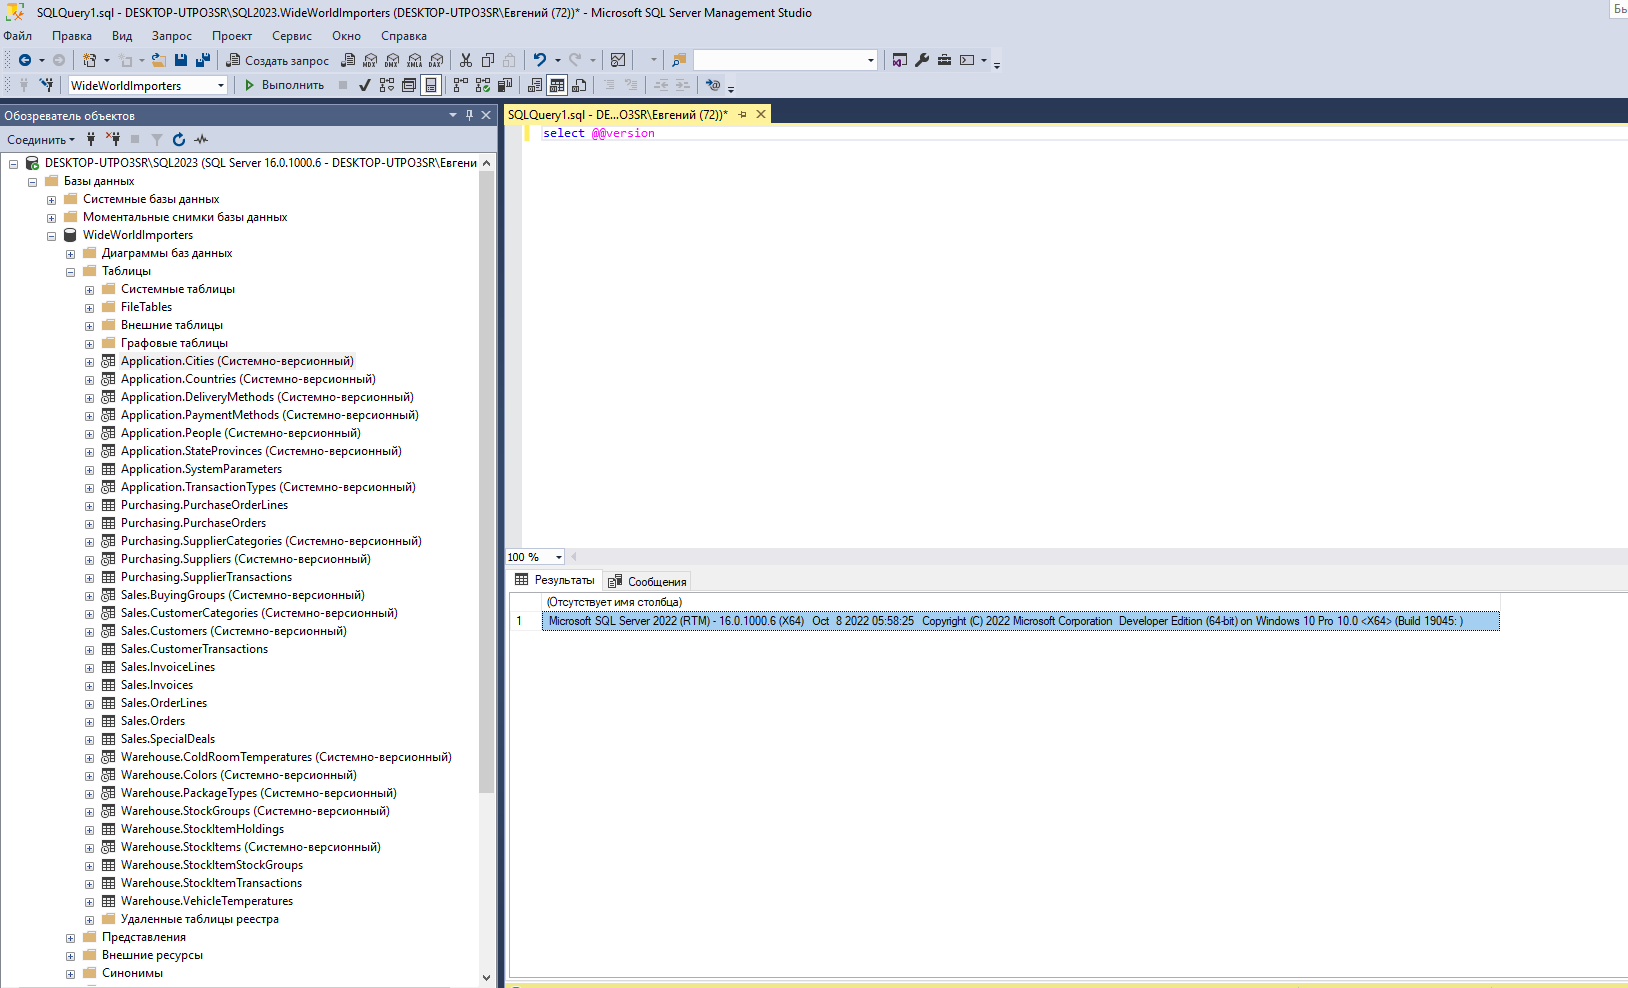 SQLQuery1.sql - DESKTOP-UTPO3SR\SQL2023.WideWorldImporters (DESKTOP-UTPO3SR\Евгений (72))* - Microsoft SQL Server Management Studio
Файл Правка Вид Запрос Проект Сервис Окно Справка
Создать запрос MDX DMX XMLA DAX
WideWorldImporters Выполнить
Обозреватель объектов
SQLQuery1.sql - DE...O3SR\Евгений (72))*
Соединить
select @@version
DESKTOP-UTPO3SR\SQL2023 (SQL Server 16.0.1000.6 - DESKTOP-UTPO3SR\Евгени
Базы данных
Системные базы данных
Моментальные снимки базы данных
WideWorldImporters
Диаграммы баз данных
Таблицы
Системные таблицы
FileTables
Внешние таблицы
Графовые таблицы
Application.Cities (Системно-версионный)
Application.Countries (Системно-версионный)
Application.DeliveryMethods (Системно-версионный)
Application.PaymentMethods (Системно-версионный)
Application.People (Системно-версионный)
Application.StateProvinces (Системно-версионный)
Application.SystemParameters
Application.TransactionTypes (Системно-версионный)
Purchasing.PurchaseOrderLines
Purchasing.PurchaseOrders
Purchasing.SupplierCategories (Системно-версионный)
Purchasing.Suppliers (Системно-версионный)
Purchasing.SupplierTransactions
Sales.BuyingGroups (Системно-версионный)
Sales.CustomerCategories (Системно-версионный)
Sales.Customers (Системно-версионный)
Sales.CustomerTransactions
Sales.InvoiceLines
Sales.Invoices
Sales.OrderLines
Sales.Orders
Sales.SpecialDeals
Warehouse.ColdRoomTemperatures (Системно-версионный)
Warehouse.Colors (Системно-версионный)
Warehouse.PackageTypes (Системно-версионный)
Warehouse.StockGroups (Системно-версионный)
Warehouse.StockItemHoldings
Warehouse.StockItems (Системно-версионный)
Warehouse.StockItemStockGroups
Warehouse.StockItemTransactions
Warehouse.VehicleTemperatures
Удаленные таблицы реестра
Представления
Внешние ресурсы
Синонимы
100 %
Результаты Сообщения
(Отсутствует имя столбца)
1 Microsoft SQL Server 2022 (RTM) - 16.0.1000.6 (X64) Oct 8 2022 05:58:25 Copyright (C) 2022 Microsoft Corporation Developer Edition (64-bit) on Windows 10 Pro 10.0 <X64> (Build 19045: )